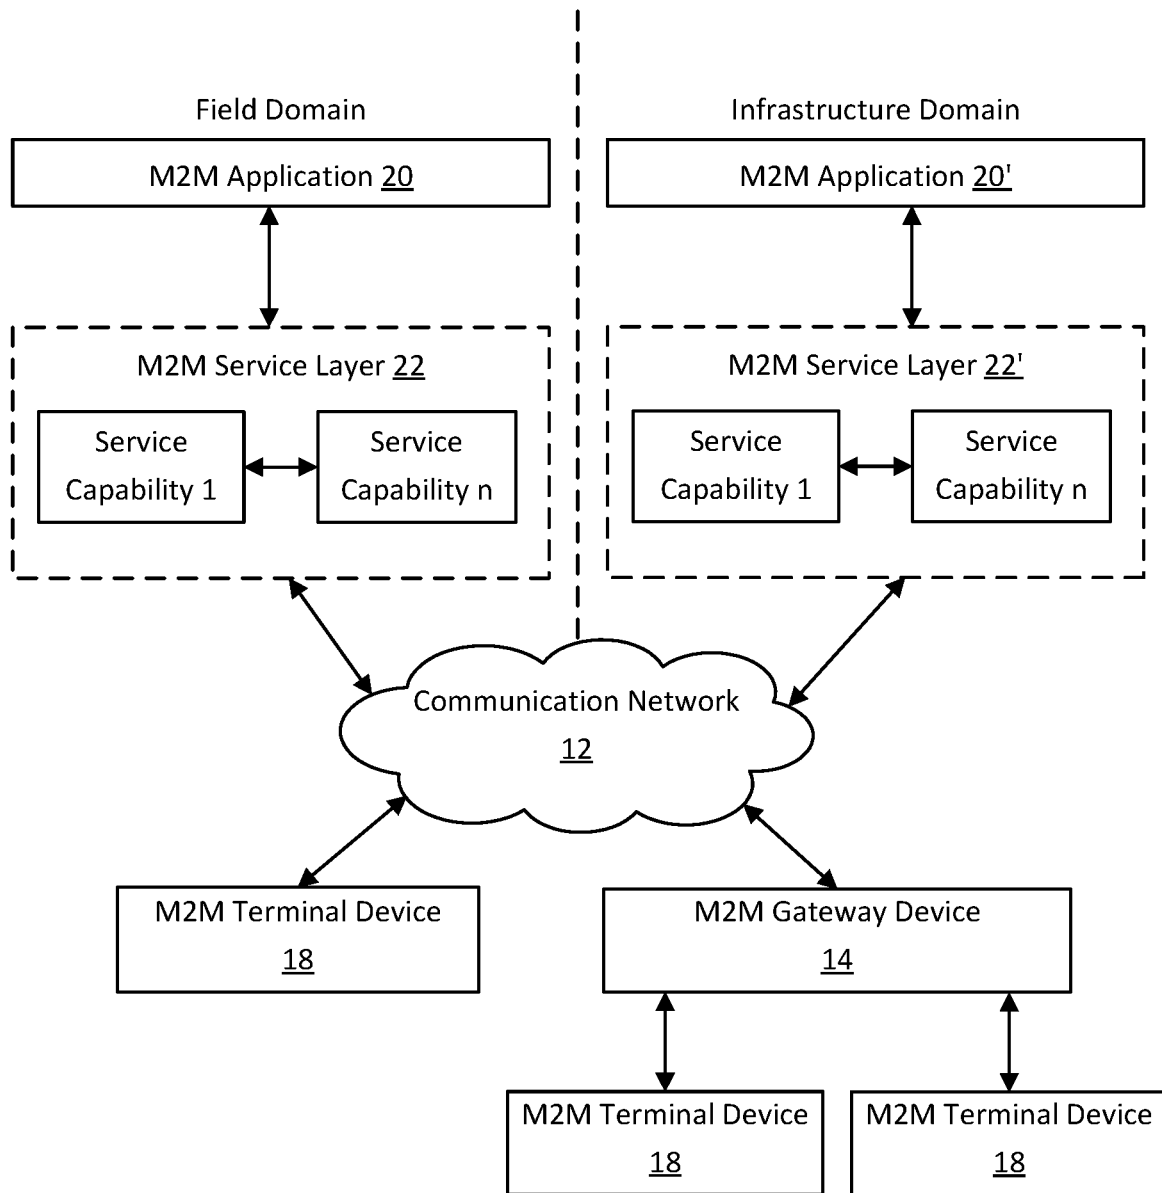 Field Domain
Infrastructure Domain
M2M Application 20
M2M Application 20'
M2M Service Layer 22
M2M Service Layer 22'
Service
Capability 1
Service
Capability n
Service
Capability 1
Service
Capability n
Communication Network
12
M2M Terminal Device
18
M2M Gateway Device
14
M2M Terminal Device
18
M2M Terminal Device
18